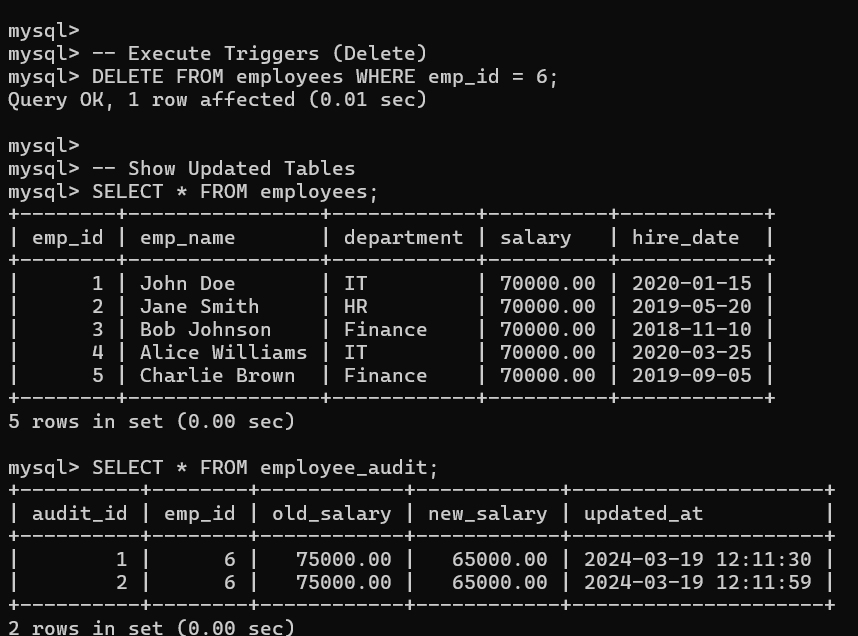 mysql>
mysql> -- Execute Triggers (Delete)
mysql> DELETE FROM employees WHERE emp_id = 6;
Query OK, 1 row affected (0.01 sec)
mysql>
mysql> -- Show Updated Tables
mysql> SELECT * FROM employees;
+--------+----------------+------------+----------+------------+
| emp_id | emp_name       | department | salary   | hire_date  |
+--------+----------------+------------+----------+------------+
|      1 | John Doe       | IT         | 70000.00 | 2020-01-15 |
|      2 | Jane Smith     | HR         | 70000.00 | 2019-05-20 |
|      3 | Bob Johnson    | Finance    | 70000.00 | 2018-11-10 |
|      4 | Alice Williams | IT         | 70000.00 | 2020-03-25 |
|      5 | Charlie Brown  | Finance    | 70000.00 | 2019-09-05 |
+--------+----------------+------------+----------+------------+
5 rows in set (0.00 sec)
mysql> SELECT * FROM employee_audit;
+----------+--------+------------+------------+---------------------+
| audit_id | emp_id | old_salary | new_salary | updated_at          |
+----------+--------+------------+------------+---------------------+
|        1 |      6 |   75000.00 |   65000.00 | 2024-03-19 12:11:30 |
|        2 |      6 |   75000.00 |   65000.00 | 2024-03-19 12:11:59 |
+----------+--------+------------+------------+---------------------+
2 rows in set (0.00 sec)